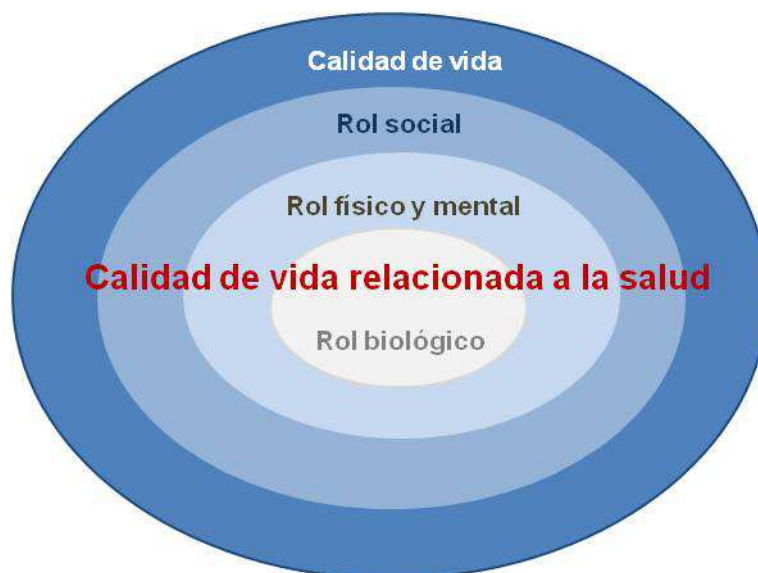 Calidad de vida
Rol social
Rol físico y mental
Calidad de vida relacionada a la salud
Rol biológico